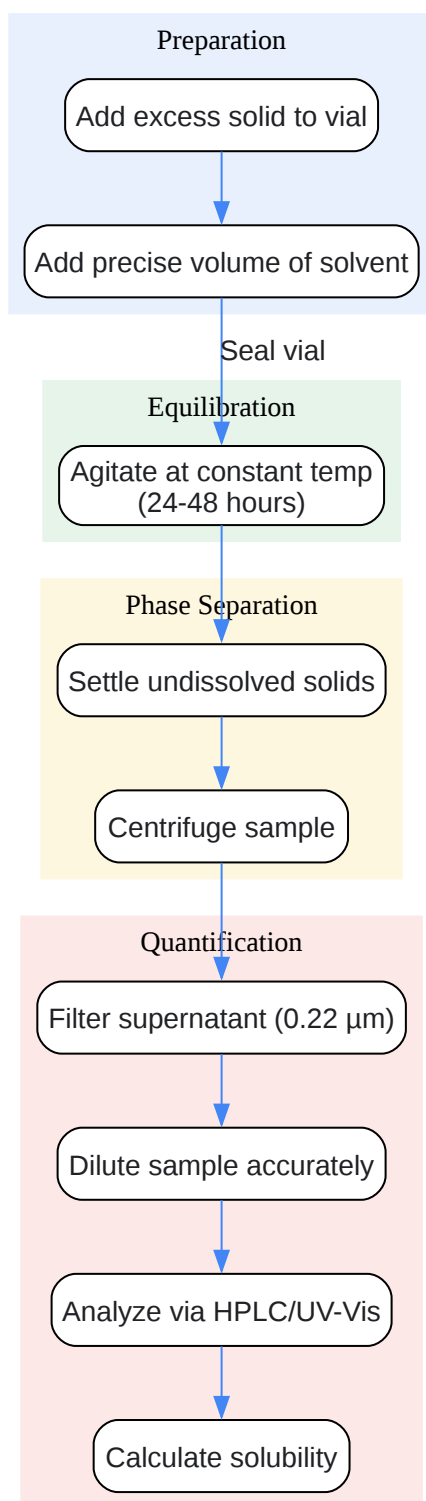 Preparation
Add excess solid to vial
Add precise volume of solvent
Seal vial
Equilibration
Agitate at constant temp
(24-48 hours)
Phase Separation
Settle undissolved solids
Centrifuge sample
Quantification
Filter supernatant (0.22 µm)
Dilute sample accurately
Analyze via HPLC/UV-Vis
Calculate solubility